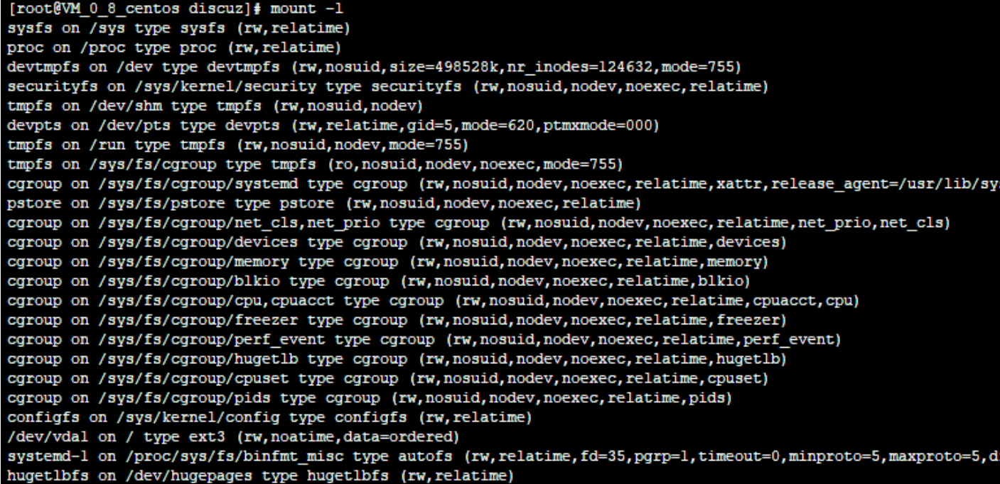 [root@VM_0_8_centos discuz]# mount -l
sysfs on /sys type sysfs (rw,relatime)
proc on /proc type proc (rw,relatime)
devtmpfs on /dev type devtmpfs (rw,nosuid,size=498528k,nr_inodes=124632,mode=755)
securityfs on /sys/kernel/security type securityfs (rw,nosuid,nodev,noexec,relatime)
tmpfs on /dev/shm type tmpfs (rw,nosuid,nodev)
devpts on /dev/pts type devpts (rw,relatime,gid=5,mode=620,ptmxmode=000)
tmpfs on /run type tmpfs (rw,nosuid,nodev,mode=755)
tmpfs on /sys/fs/cgroup type tmpfs (ro,nosuid,nodev,noexec,mode=755)
cgroup on /sys/fs/cgroup/systemd type cgroup (rw,nosuid,nodev,noexec,relatime,xattr,release_agent=/usr/lib/sys
pstore on /sys/fs/pstore type pstore (rw,nosuid,nodev,noexec,relatime)
cgroup on /sys/fs/cgroup/net_cls,net_prio type cgroup (rw,nosuid,nodev,noexec,relatime,net_prio,net_cls)
cgroup on /sys/fs/cgroup/devices type cgroup (rw,nosuid,nodev,noexec,relatime,devices)
cgroup on /sys/fs/cgroup/memory type cgroup (rw,nosuid,nodev,noexec,relatime,memory)
cgroup on /sys/fs/cgroup/blkio type cgroup (rw,nosuid,nodev,noexec,relatime,blkio)
cgroup on /sys/fs/cgroup/cpu,cpuacct type cgroup (rw,nosuid,nodev,noexec,relatime,cpuacct,cpu)
cgroup on /sys/fs/cgroup/freezer type cgroup (rw,nosuid,nodev,noexec,relatime,freezer)
cgroup on /sys/fs/cgroup/perf_event type cgroup (rw,nosuid,nodev,noexec,relatime,perf_event)
cgroup on /sys/fs/cgroup/hugetlb type cgroup (rw,nosuid,nodev,noexec,relatime,hugetlb)
cgroup on /sys/fs/cgroup/cpuset type cgroup (rw,nosuid,nodev,noexec,relatime,cpuset)
cgroup on /sys/fs/cgroup/pids type cgroup (rw,nosuid,nodev,noexec,relatime,pids)
configfs on /sys/kernel/config type configfs (rw,relatime)
/dev/vda1 on / type ext3 (rw,noatime,data=ordered)
systemd-1 on /proc/sys/fs/binfmt_misc type autofs (rw,relatime,fd=35,pgrp=1,timeout=0,minproto=5,maxproto=5,di
hugetlbfs on /dev/hugepages type hugetlbfs (rw,relatime)